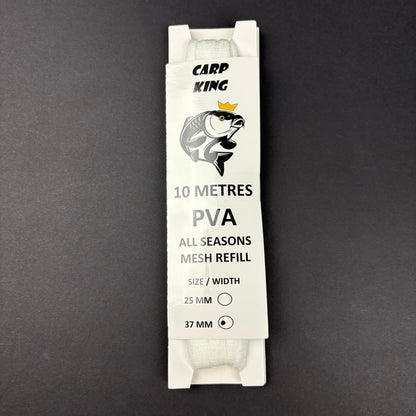 CARP
KING
10 METRES
PVA
ALL SEASONS
MESH REFILL
SIZE / WIDTH
25 MM
37 MM